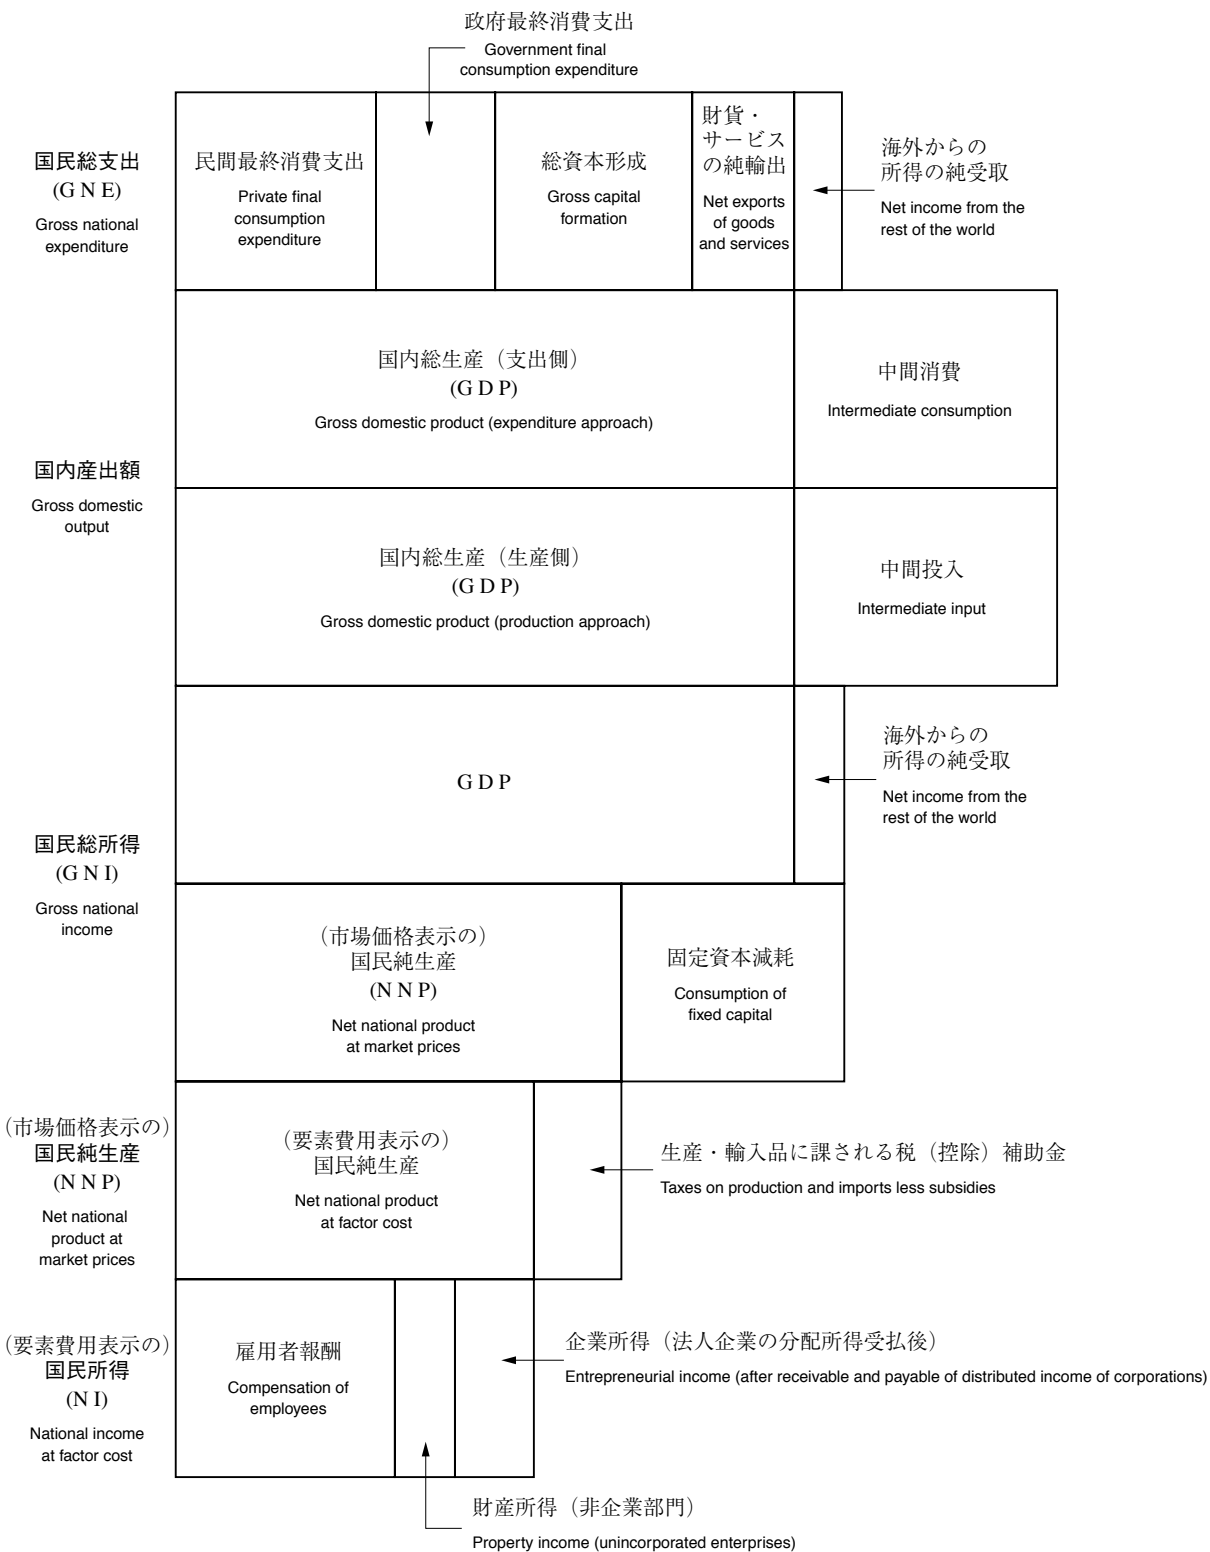 政府最終消費支出
Government final
consumption expenditure
国民総支出
(G N E)
Gross national
expenditure
民間最終消費支出
Private final
consumption
expenditure
総資本形成
Gross capital
formation
財貨・
サービス
の純輸出
Net exports
of goods
and services
海外からの
所得の純受取
Net income from the
rest of the world
国内総生産（支出側）
(G D P)
Gross domestic product (expenditure approach)
中間消費
Intermediate consumption
国内産出額
Gross domestic
output
国内総生産（生産側）
(G D P)
Gross domestic product (production approach)
中間投入
Intermediate input
G D P
海外からの
所得の純受取
Net income from the
rest of the world
国民総所得
(G N I)
Gross national
income
（市場価格表示の）
国民純生産
(N N P)
Net national product
at market prices
固定資本減耗
Consumption of
fixed capital
（市場価格表示の）
国民純生産
(N N P)
Net national
product at
market prices
（要素費用表示の）
国民純生産
Net national product
at factor cost
生産・輸入品に課される税（控除）補助金
Taxes on production and imports less subsidies
（要素費用表示の）
国民所得
(N I)
National income
at factor cost
雇用者報酬
Compensation of
employees
企業所得（法人企業の分配所得受払後）
Entrepreneurial income (after receivable and payable of distributed income of corporations)
財産所得（非企業部門）
Property income (unincorporated enterprises)